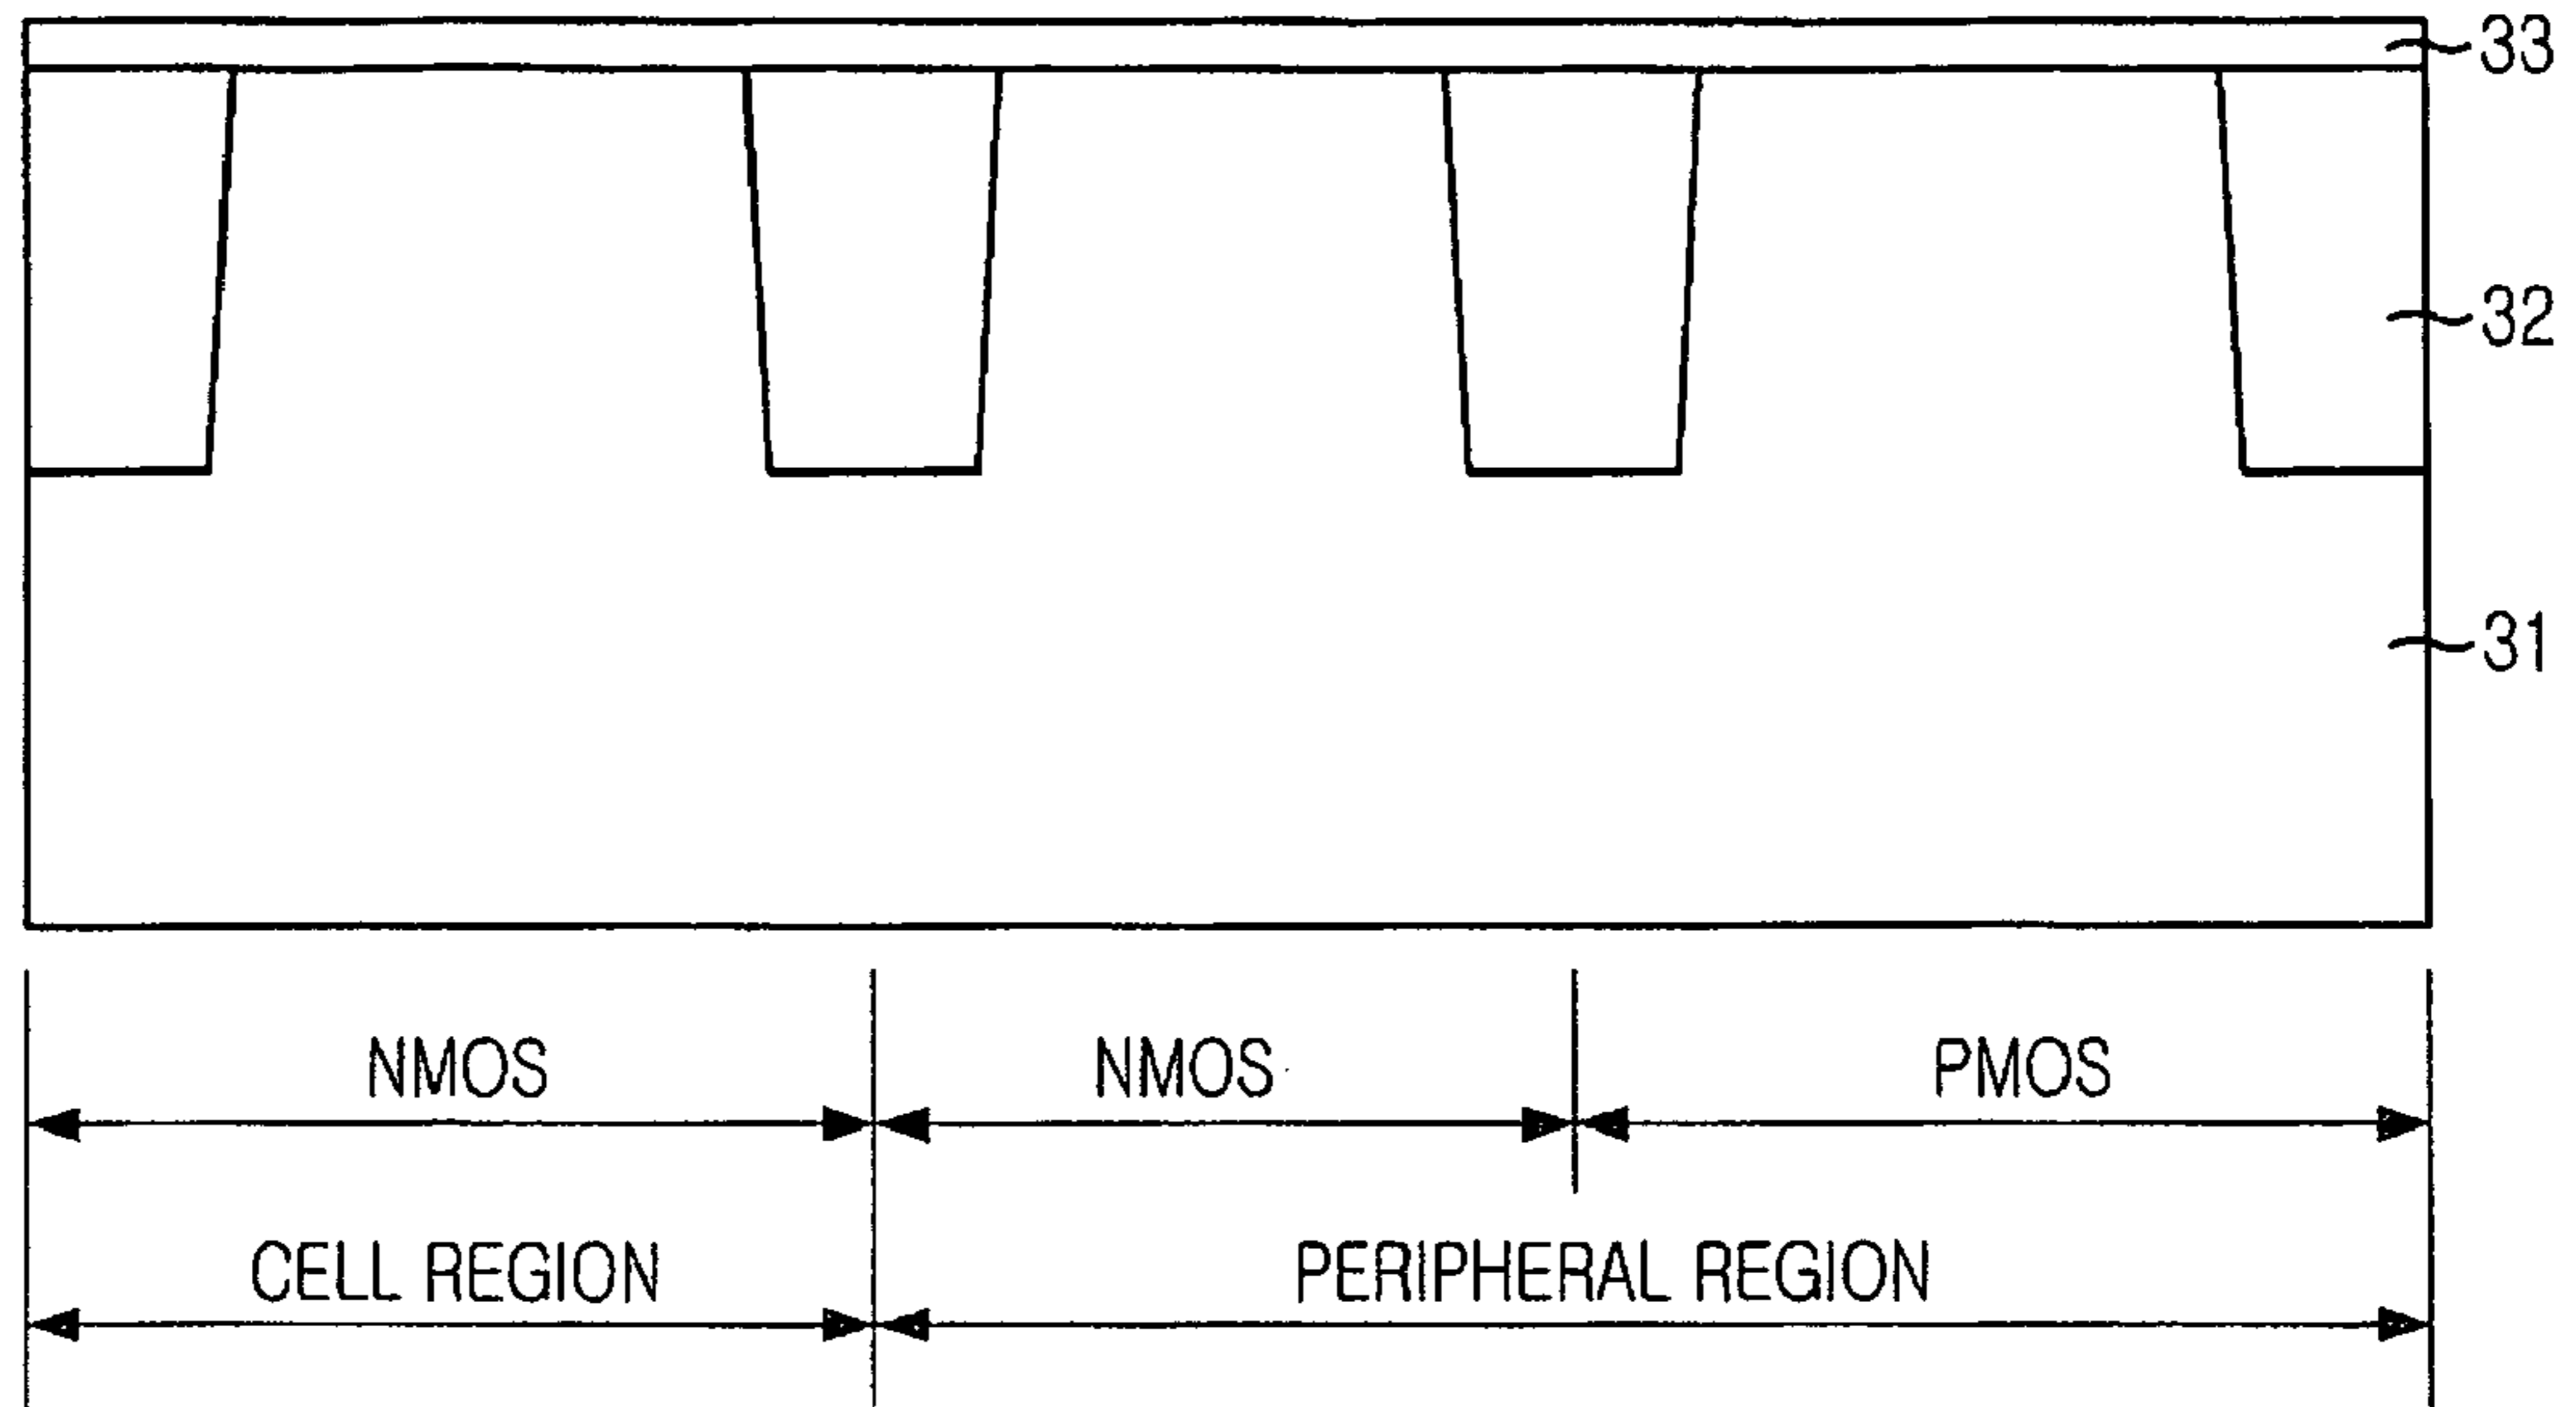 33
32
31
NMOS NMOS PMOS
CELL REGION PERIPHERAL REGION